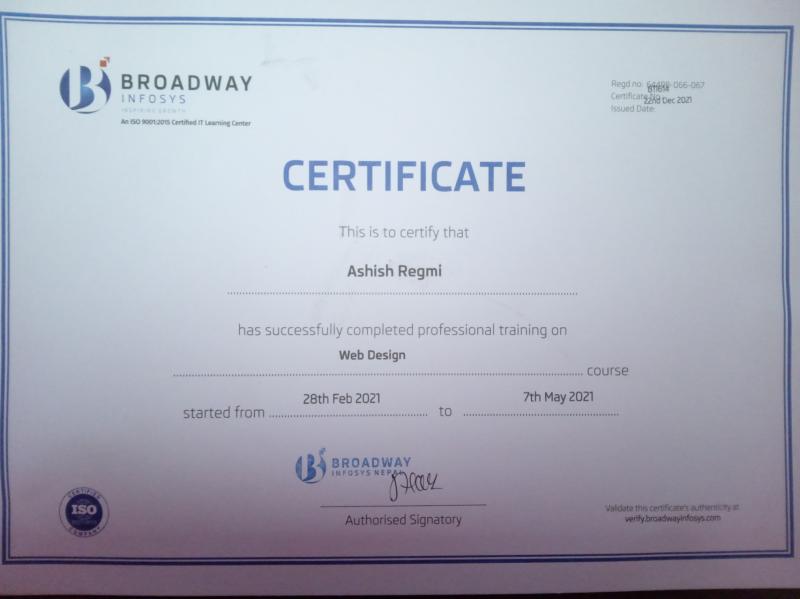 BROADWAY
INFOSYS
INSPIRING GROWTH
An ISO 9001:2015 Certified IT Learning Center
Regd no: 64498-066-067
Certificate No
B11614
Issued Date:
22nd Dec 2021
CERTIFICATE
This is to certify that
Ashish Regmi
has successfully completed professional training on
Web Design
course
started from 28th Feb 2021 to 7th May 2021
BROADWAY
INFOSYS NEPAL
Authorised Signatory
CERTIFIED
ISO
COMPANY
Validate this certificate's authenticity at
verify.broadwayinfosys.com